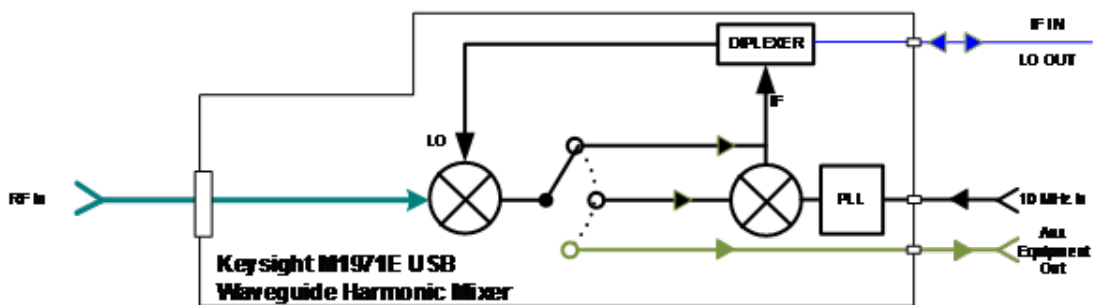 DIPLEXER
IF IN
LO OUT
IF
LO
RF In
PLL
10 MHz In
Aux
Equipment
Out
Keysight M1971E USB
Waveguide Harmonic Mixer